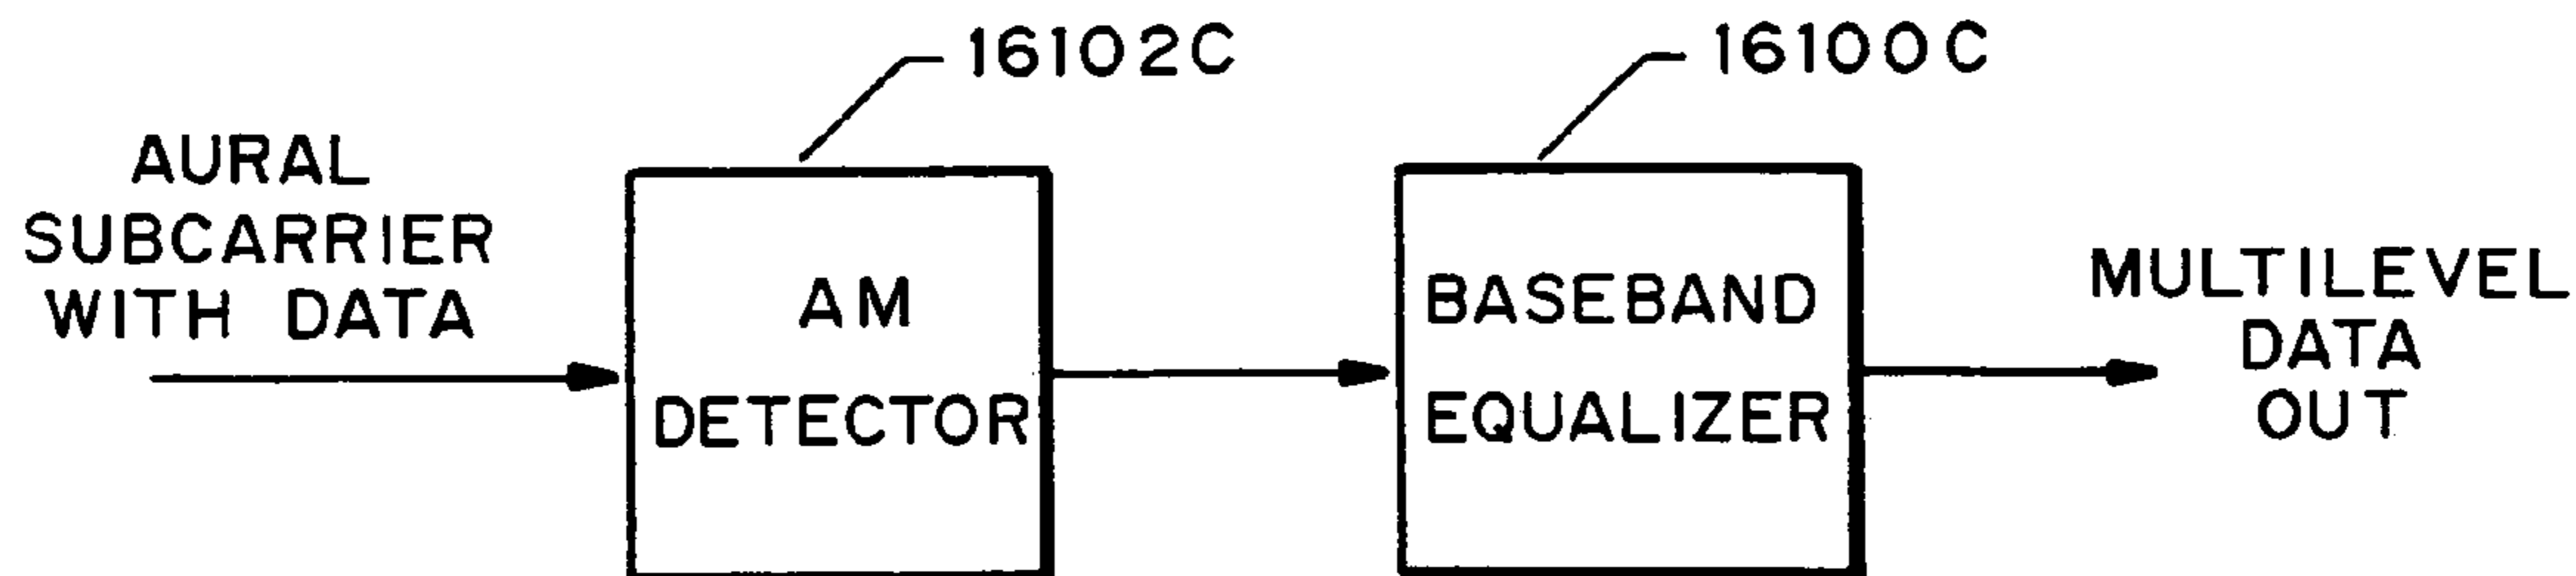 16102C
16100C
AURAL
SUBCARRIER
WITH DATA
AM
DETECTOR
BASEBAND
EQUALIZER
MULTILEVEL
DATA
OUT